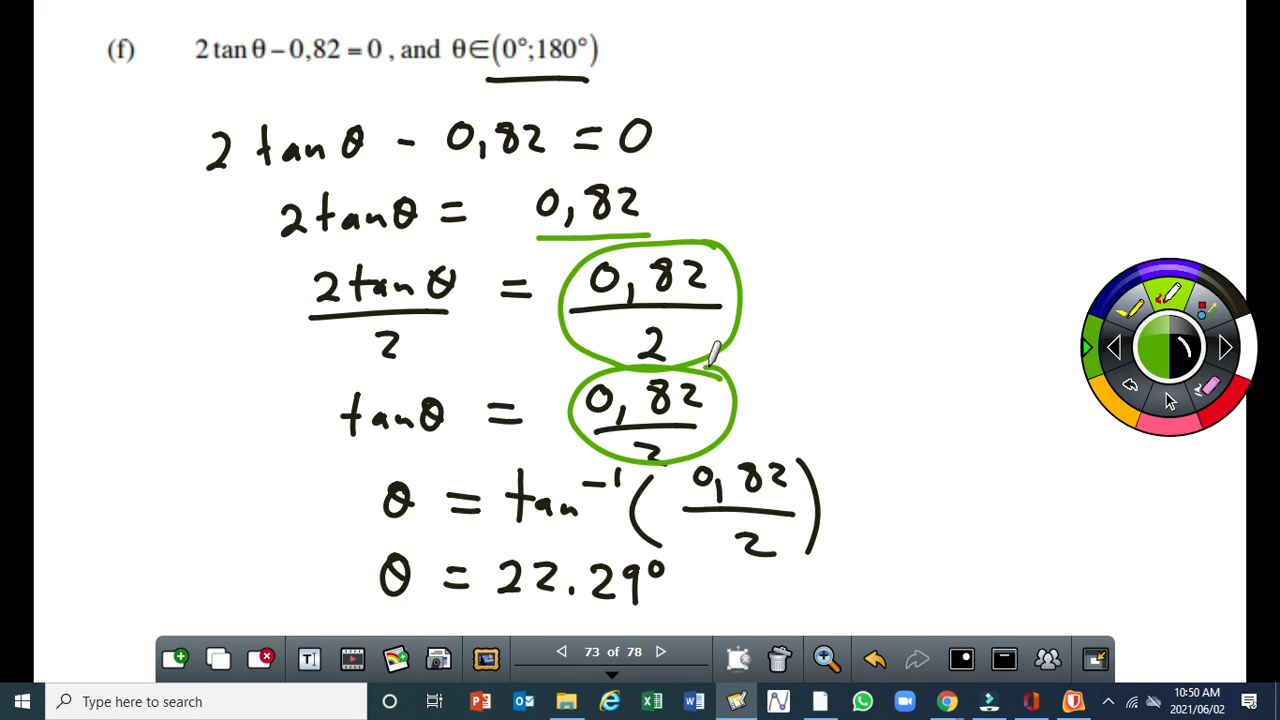 (f) 2 tan θ – 0,82 = 0 , and θ∈(0°;180°)
2 tan θ - 0,82 = 0
2 tan θ = 0,82
2 tan θ / 2 = 0,82 / 2
tan θ = 0,82 / 2
θ = tan⁻¹ ( 0,82 / 2 )
θ = 22.29°
73 of 78
Type here to search
10:50 AM
2021/06/02